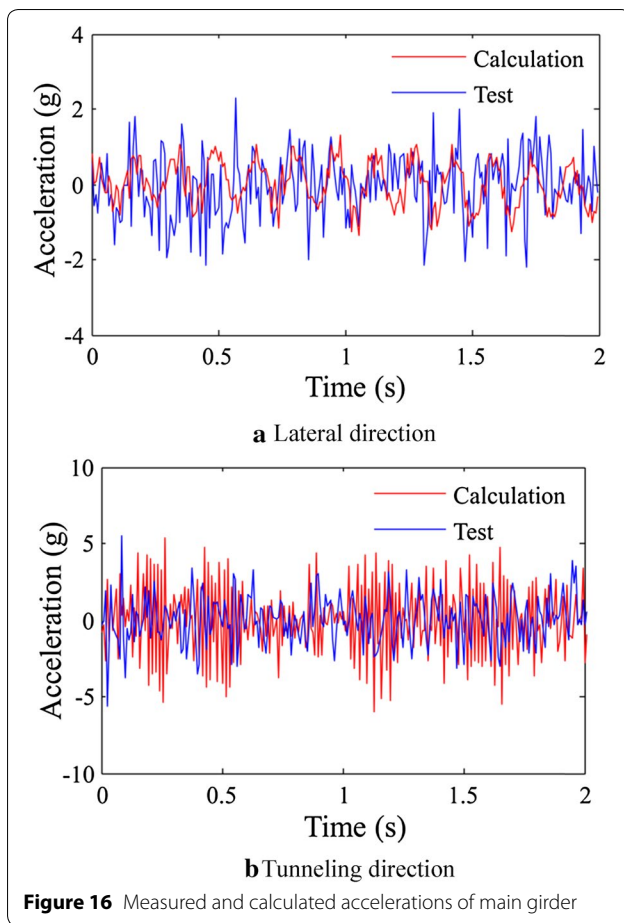 4
2
0
-2
-4
Acceleration (g)
Calculation
Test
0 0.5 1 1.5 2
Time (s)
a Lateral direction
10
5
0
-5
-10
Acceleration (g)
Calculation
Test
0 0.5 1 1.5 2
Time (s)
b Tunneling direction
Figure 16 Measured and calculated accelerations of main girder